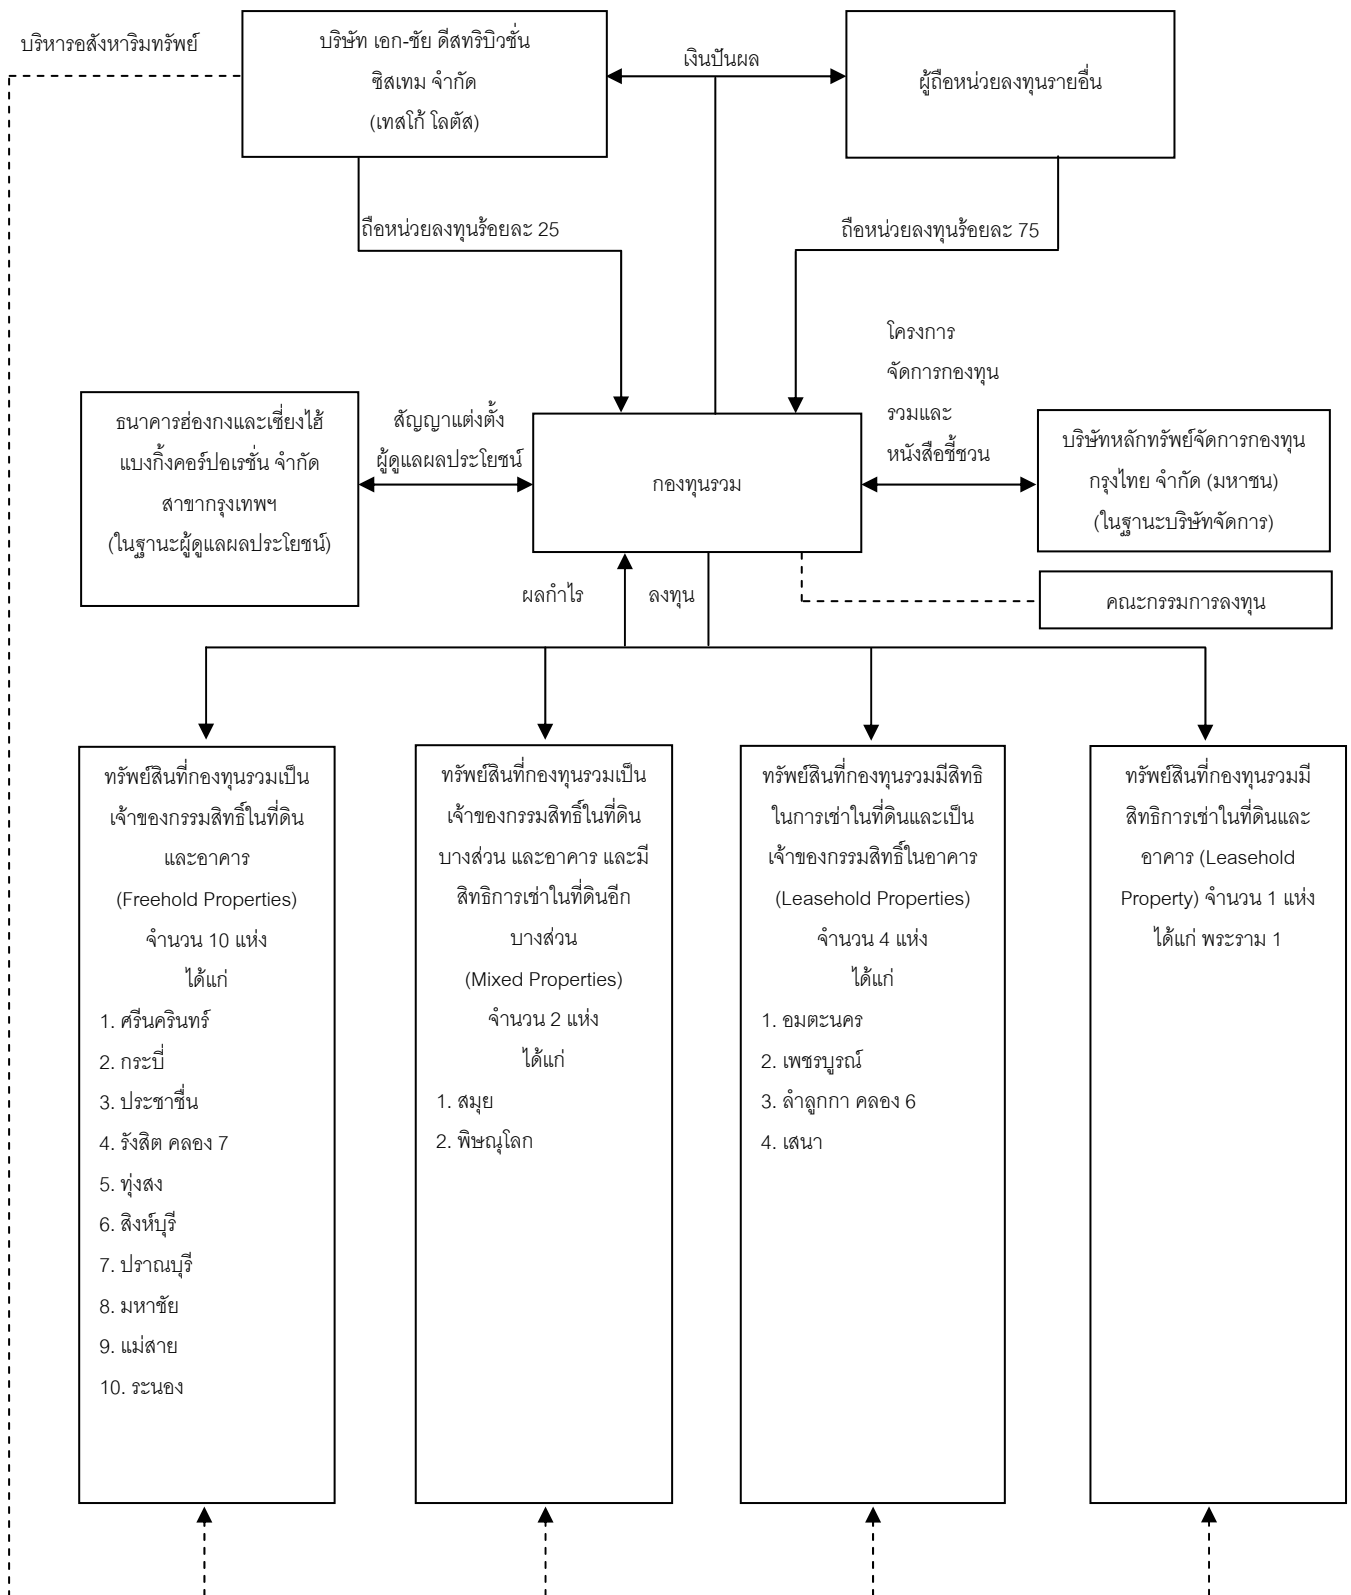 บริหารอสังหาริมทรัพย์
บริษัท เอก-ชัย ดีสทริบิวชั่น
ซิสเทม จำกัด
(เทสโก้ โลตัส)
เงินปันผล
ผู้ถือหน่วยลงทุนรายอื่น
ถือหน่วยลงทุนร้อยละ 25
ถือหน่วยลงทุนร้อยละ 75
ธนาคารฮ่องกงและเซี่ยงไฮ้
แบงกิ้งคอร์ปอเรชั่น จำกัด
สาขากรุงเทพฯ
(ในฐานะผู้ดูแลผลประโยชน์)
สัญญาแต่งตั้ง
ผู้ดูแลผลประโยชน์
กองทุนรวม
โครงการ
จัดการกองทุน
รวมและ
หนังสือชี้ชวน
บริษัทหลักทรัพย์จัดการกองทุน
กรุงไทย จำกัด (มหาชน)
(ในฐานะบริษัทจัดการ)
ผลกำไร
ลงทุน
คณะกรรมการลงทุน
ทรัพย์สินที่กองทุนรวมเป็น
เจ้าของกรรมสิทธิ์ในที่ดิน
และอาคาร
(Freehold Properties)
จำนวน 10 แห่ง
ได้แก่
1. ศรีนครินทร์
2. กระบี่
3. ประชาชื่น
4. รังสิต คลอง 7
5. ทุ่งสง
6. สิงห์บุรี
7. ปราณบุรี
8. มหาชัย
9. แม่สาย
10. ระนอง
ทรัพย์สินที่กองทุนรวมเป็น
เจ้าของกรรมสิทธิ์ในที่ดิน
บางส่วน และอาคาร และมี
สิทธิการเช่าในที่ดินอีก
บางส่วน
(Mixed Properties)
จำนวน 2 แห่ง
ได้แก่
1. สมุย
2. พิษณุโลก
ทรัพย์สินที่กองทุนรวมมีสิทธิ
ในการเช่าในที่ดินและเป็น
เจ้าของกรรมสิทธิ์ในอาคาร
(Leasehold Properties)
จำนวน 4 แห่ง
ได้แก่
1. อมตะนคร
2. เพชรบูรณ์
3. ลำลูกกา คลอง 6
4. เสนา
ทรัพย์สินที่กองทุนรวมมี
สิทธิการเช่าในที่ดินและ
อาคาร (Leasehold
Property) จำนวน 1 แห่ง
ได้แก่ พระราม 1